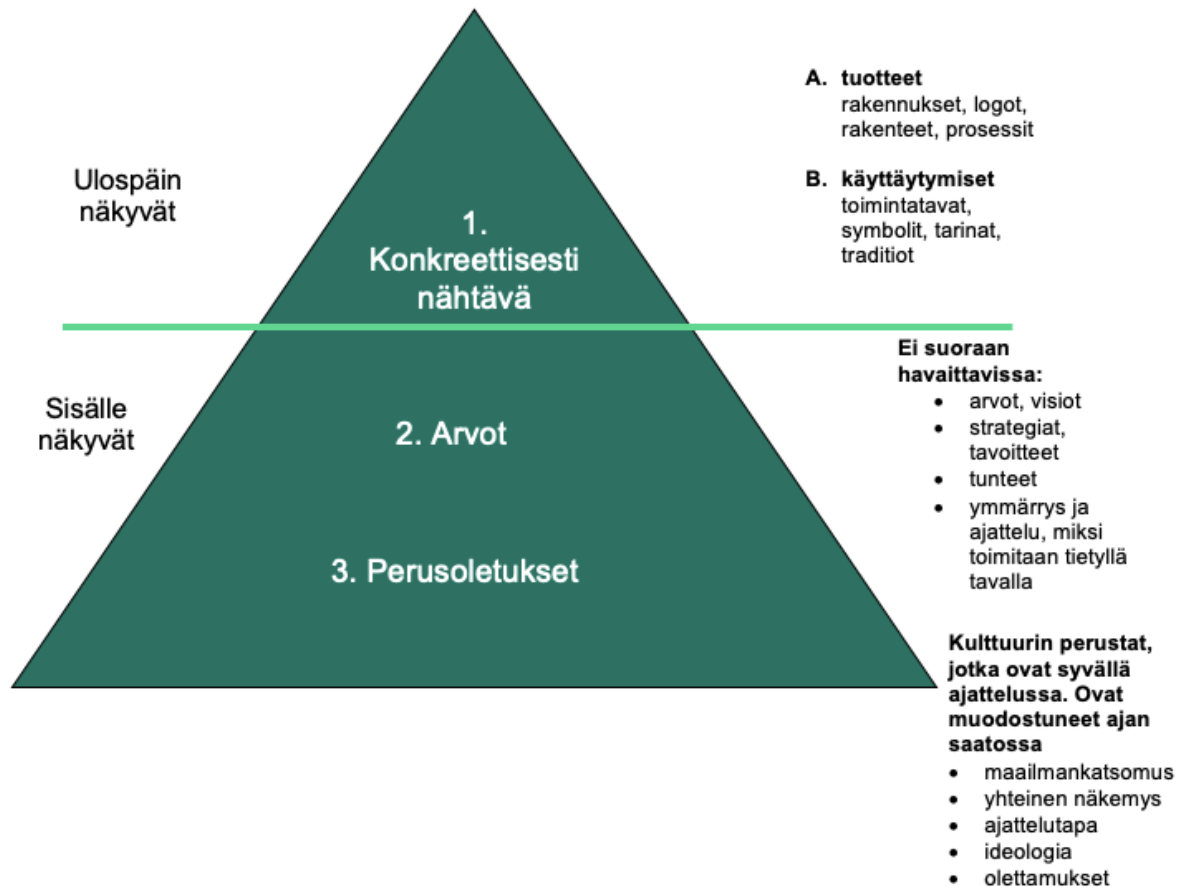 Ulospäin
näkyvät
1.
Konkreettisesti
nähtävä
A. tuotteet
rakennukset, logot,
rakenteet, prosessit
B. käyttäytymiset
toimintatavat,
symbolit, tarinat,
traditiot
Sisälle
näkyvät
2. Arvot
3. Perusoletukset
Ei suoraan
havaittavissa:
• arvot, visiot
• strategiat,
tavoitteet
• tunteet
• ymmärrys ja
ajattelu, miksi
toimitaan tietyllä
tavalla
Kulttuurin perustat,
jotka ovat syvällä
ajattelussa. Ovat
muodostuneet ajan
saatossa
• maailmankatsomus
• yhteinen näkemys
• ajattelutapa
• ideologia
• olettamukset